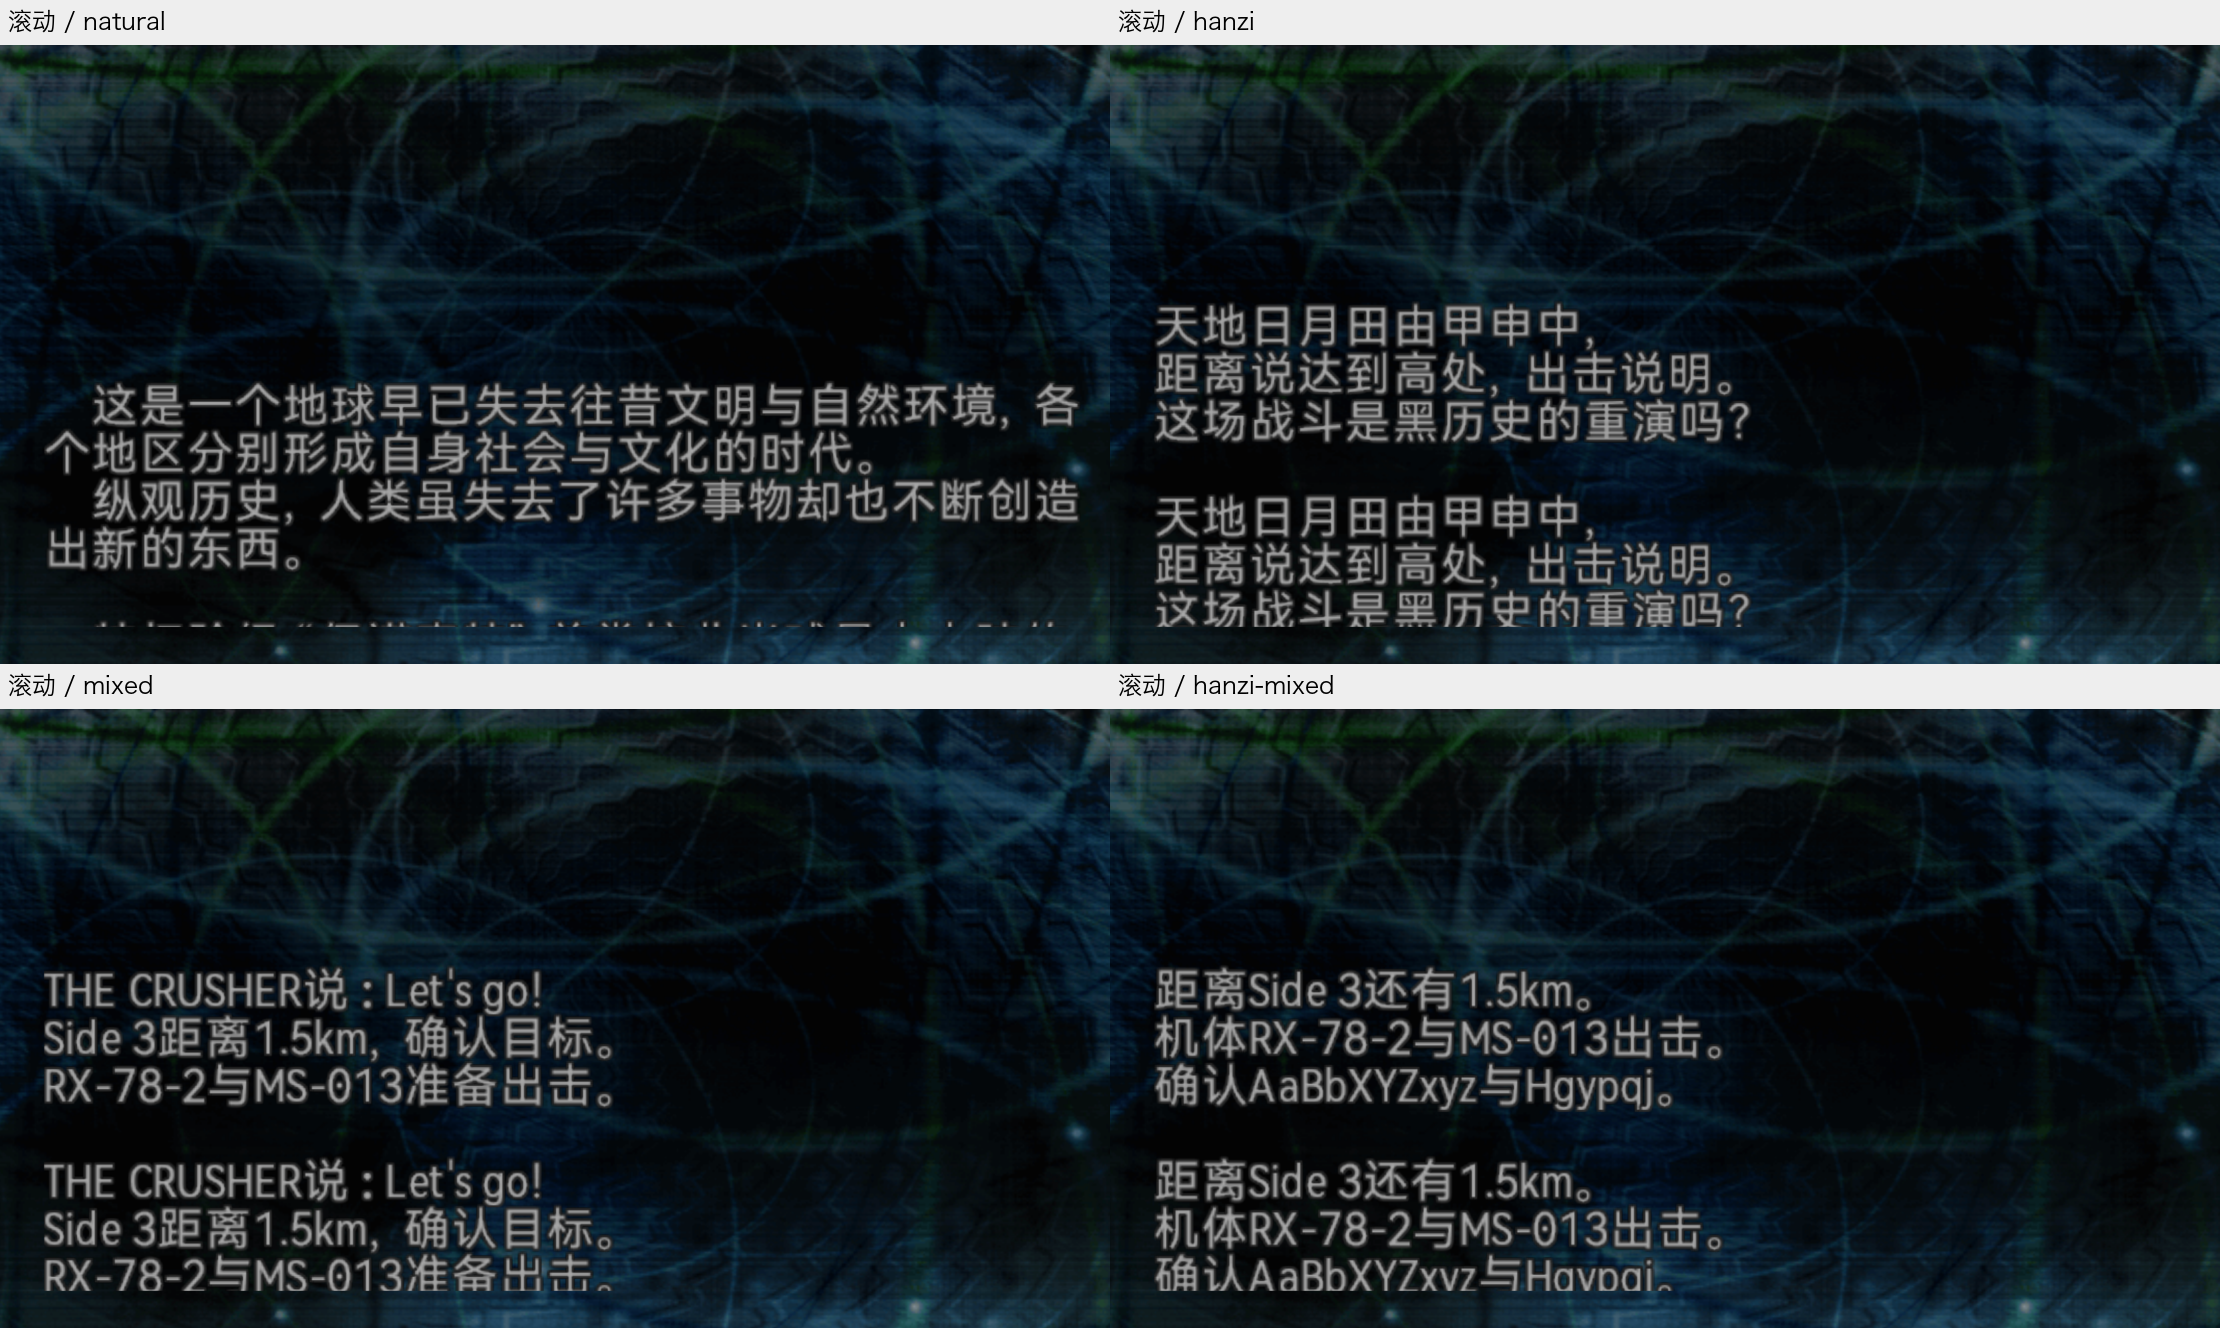 滚动 / natural
这是一个地球早已失去往昔文明与自然环境,各
个地区分别形成自身社会与文化的时代。
纵观历史,人类虽失去了许多事物却也不断创造
出新的东西。
滚动 / hanzi
天地日月田由甲申中,
距离说达到高处,出击说明。
这场战斗是黑历史的重演吗?
天地日月田由甲申中,
距离说达到高处,出击说明。
这场战斗是黑历史的重演吗?
滚动 / mixed
THE CRUSHER说:Let's go!
Side 3距离1.5km,确认目标。
RX-78-2与MS-013准备出击。
THE CRUSHER说:Let's go!
Side 3距离1.5km,确认目标。
RX-78-2与MS-013准备出击。
滚动 / hanzi-mixed
距离Side 3还有1.5km。
机体RX-78-2与MS-013出击。
确认AaBbXYZxyz与Hgypqj。
距离Side 3还有1.5km。
机体RX-78-2与MS-013出击。
确认AaBbXYZxyz与Hgypqj。